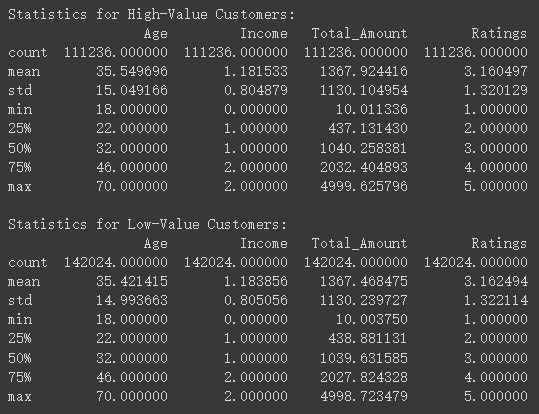 Statistics for High-Value Customers:
Age Income Total_Amount Ratings
count 111236.000000 111236.000000 111236.000000 111236.000000
mean 35.549696 1.181533 1367.924416 3.160497
std 15.049166 0.804879 1130.104954 1.320129
min 18.000000 0.000000 10.011336 1.000000
25% 22.000000 1.000000 437.131430 2.000000
50% 32.000000 1.000000 1040.258381 3.000000
75% 46.000000 2.000000 2032.404893 4.000000
max 70.000000 2.000000 4999.625796 5.000000
Statistics for Low-Value Customers:
Age Income Total_Amount Ratings
count 142024.000000 142024.000000 142024.000000 142024.000000
mean 35.421415 1.183856 1367.468475 3.162494
std 14.993663 0.805056 1130.239727 1.322114
min 18.000000 0.000000 10.003750 1.000000
25% 22.000000 1.000000 438.881131 2.000000
50% 32.000000 1.000000 1039.631585 3.000000
75% 46.000000 2.000000 2027.824328 4.000000
max 70.000000 2.000000 4998.723479 5.000000